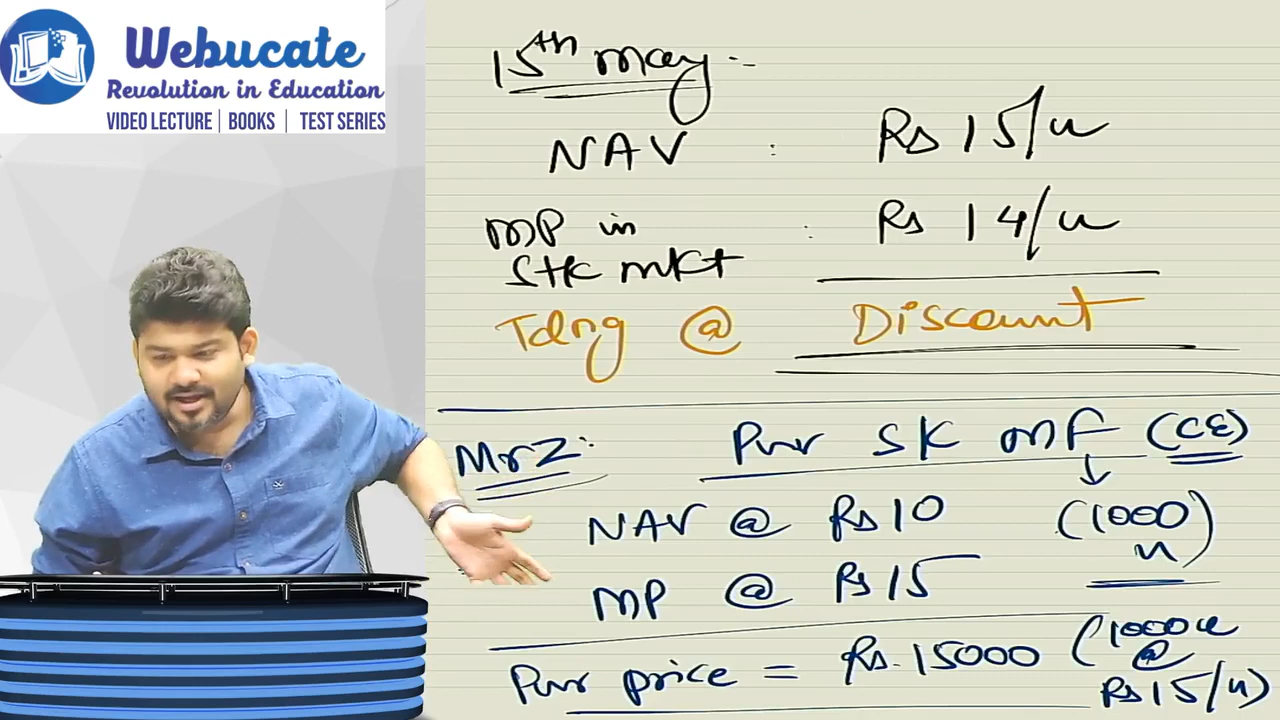 Webucate
Revolution in Education
VIDEO LECTURE | BOOKS | TEST SERIES
15th may:-
NAV : Rs 15/u
MP in : Rs 14/u
Stk mkt
Tdng @ Discount
Mr Z:- Pur SK MF (CE)
NAV @ Rs 10 (1000
u)
MP @ Rs 15
Pur price = Rs. 15000 (1000u
@
Rs 15/u)